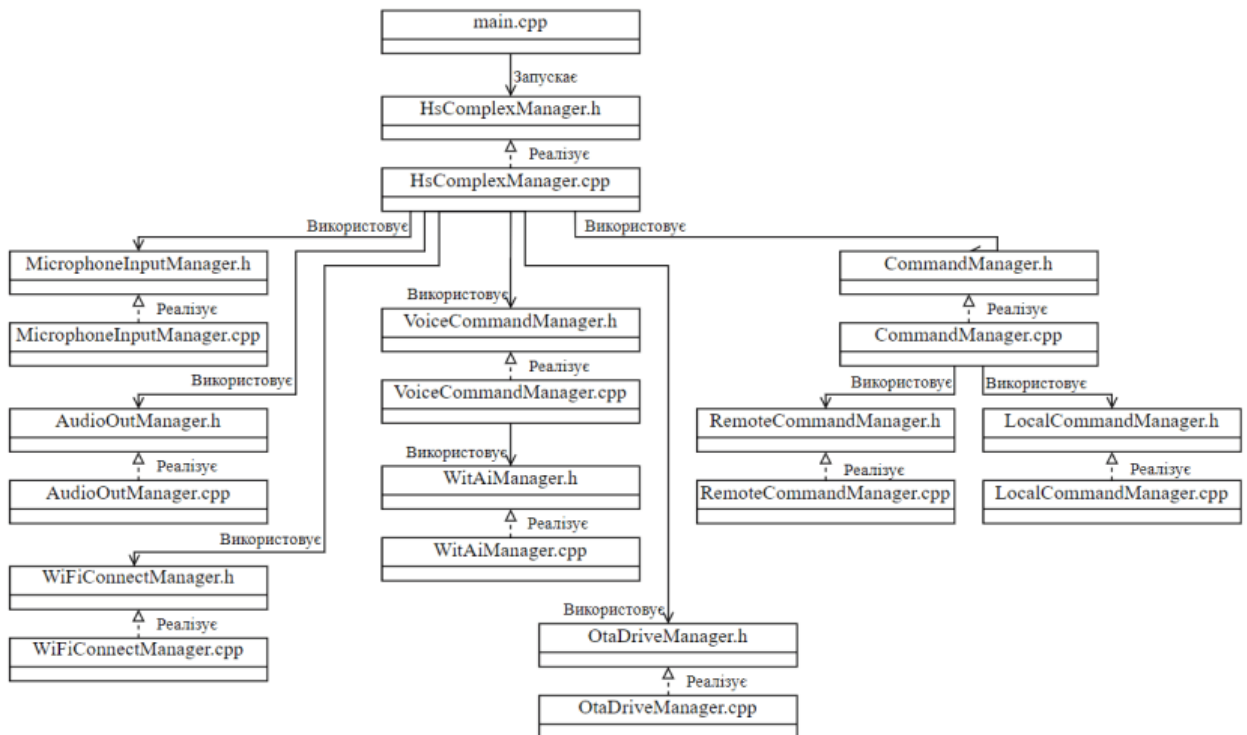 main.cpp
Запускає
HsComplexManager.h
Реалізує
HsComplexManager.cpp
Використовує
Використовує
MicrophoneInputManager.h
CommandManager.h
Використовує
Реалізує
Реалізує
VoiceCommandManager.h
MicrophoneInputManager.cpp
CommandManager.cpp
Реалізує
Використовує
Використовує
Використовує
VoiceCommandManager.cpp
AudioOutManager.h
RemoteCommandManager.h
LocalCommandManager.h
Використовує
Реалізує
Реалізує
Реалізує
WitAiManager.h
AudioOutManager.cpp
RemoteCommandManager.cpp
LocalCommandManager.cpp
Реалізує
Використовує
WitAiManager.cpp
WiFiConnectManager.h
Використовує
Реалізує
OtaDriveManager.h
WiFiConnectManager.cpp
Реалізує
OtaDriveManager.cpp